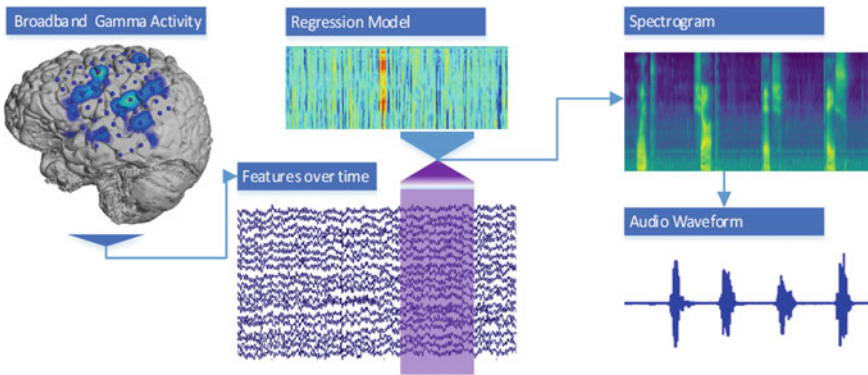 Broadband Gamma Activity
Regression Model
Spectrogram
Features over time
Audio Waveform